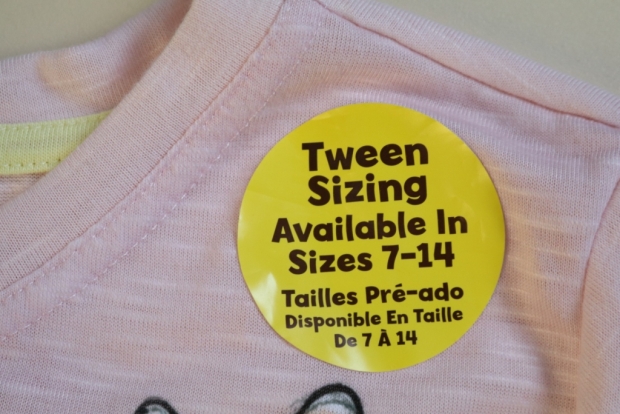 Tween
Sizing
Available In
Sizes 7-14
Tailles Pré-ado
Disponible En Taille
De 7 À 14